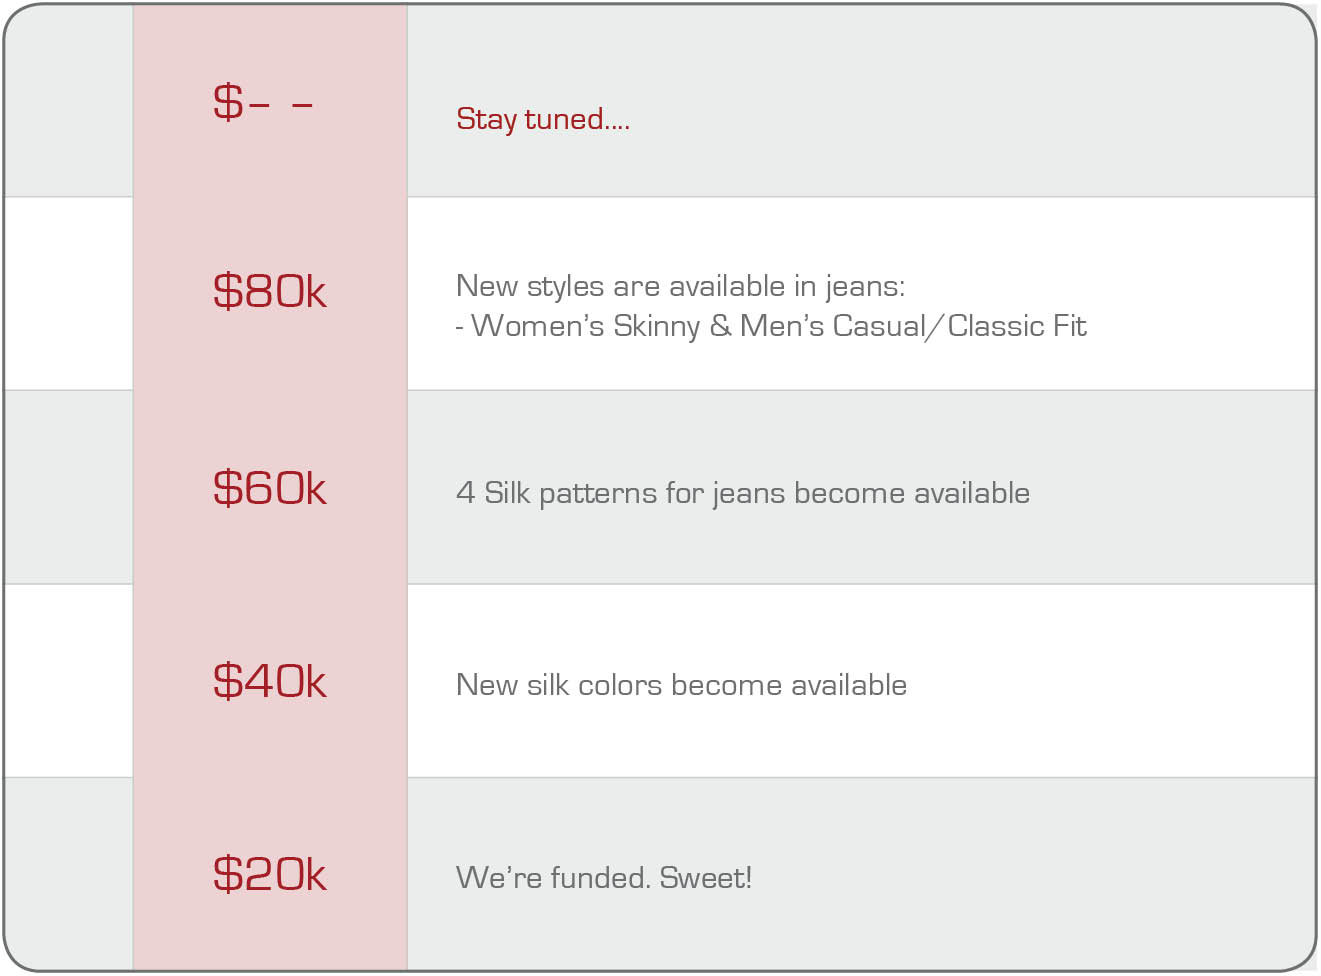 $– –
Stay tuned....
$80k
New styles are available in jeans:
- Women's Skinny & Men's Casual/Classic Fit
$60k
4 Silk patterns for jeans become available
$40k
New silk colors become available
$20k
We're funded. Sweet!